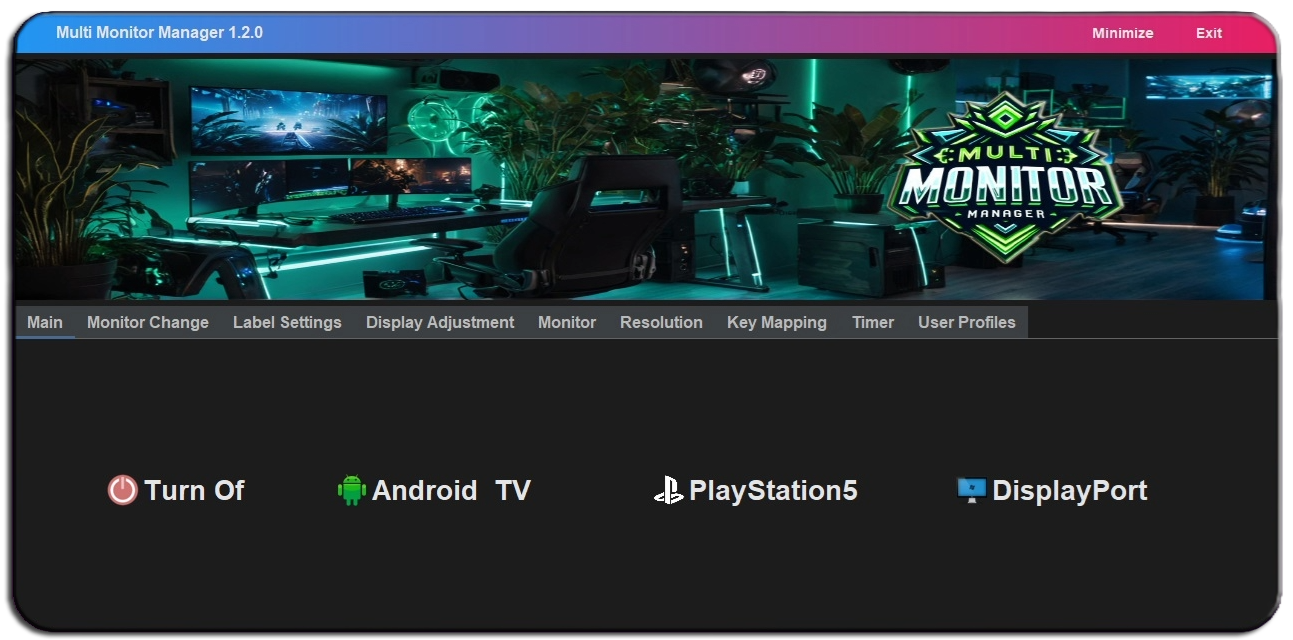 Multi Monitor Manager 1.2.0 Minimize Exit
MULTI
MONITOR
MANAGER
Main Monitor Change Label Settings Display Adjustment Monitor Resolution Key Mapping Timer User Profiles
Turn Of Android TV PlayStation5 DisplayPort